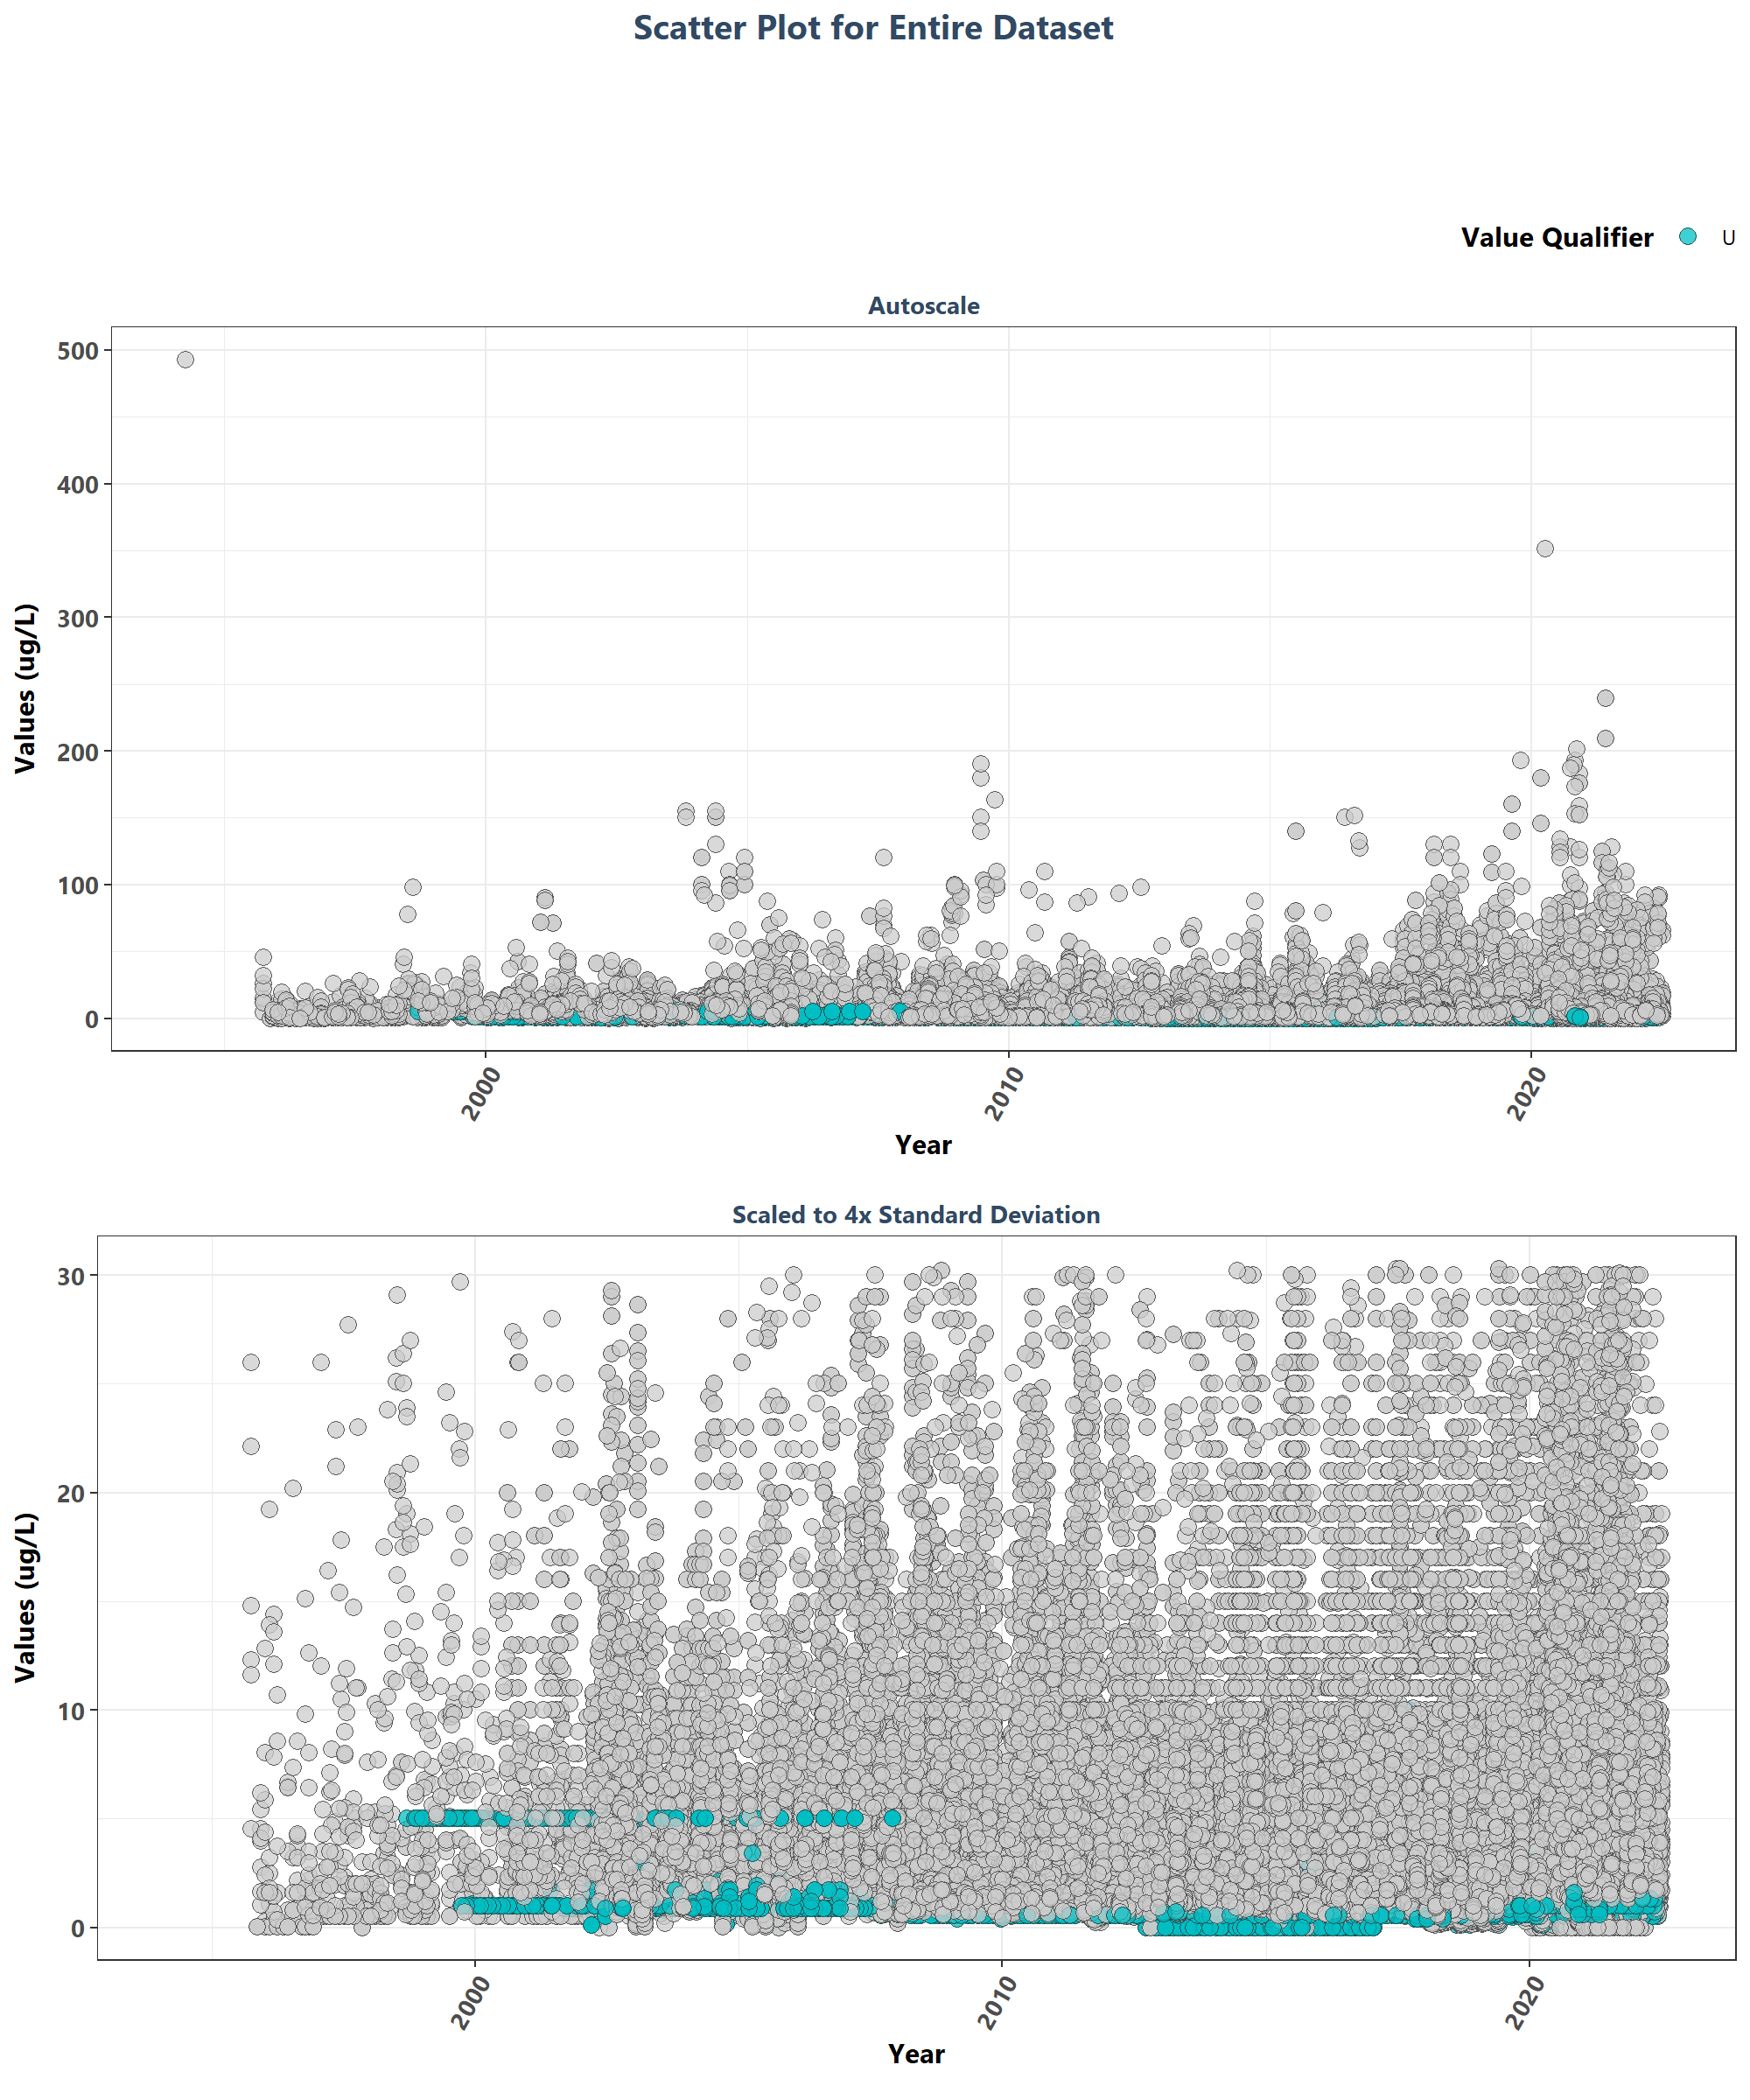 Scatter Plot for Entire Dataset
Value Qualifier U
Autoscale
500
400
300
200
100
0
Values (ug/L)
2000 2010 2020
Year
Scaled to 4x Standard Deviation
30
20
10
0
Values (ug/L)
2000 2010 2020
Year